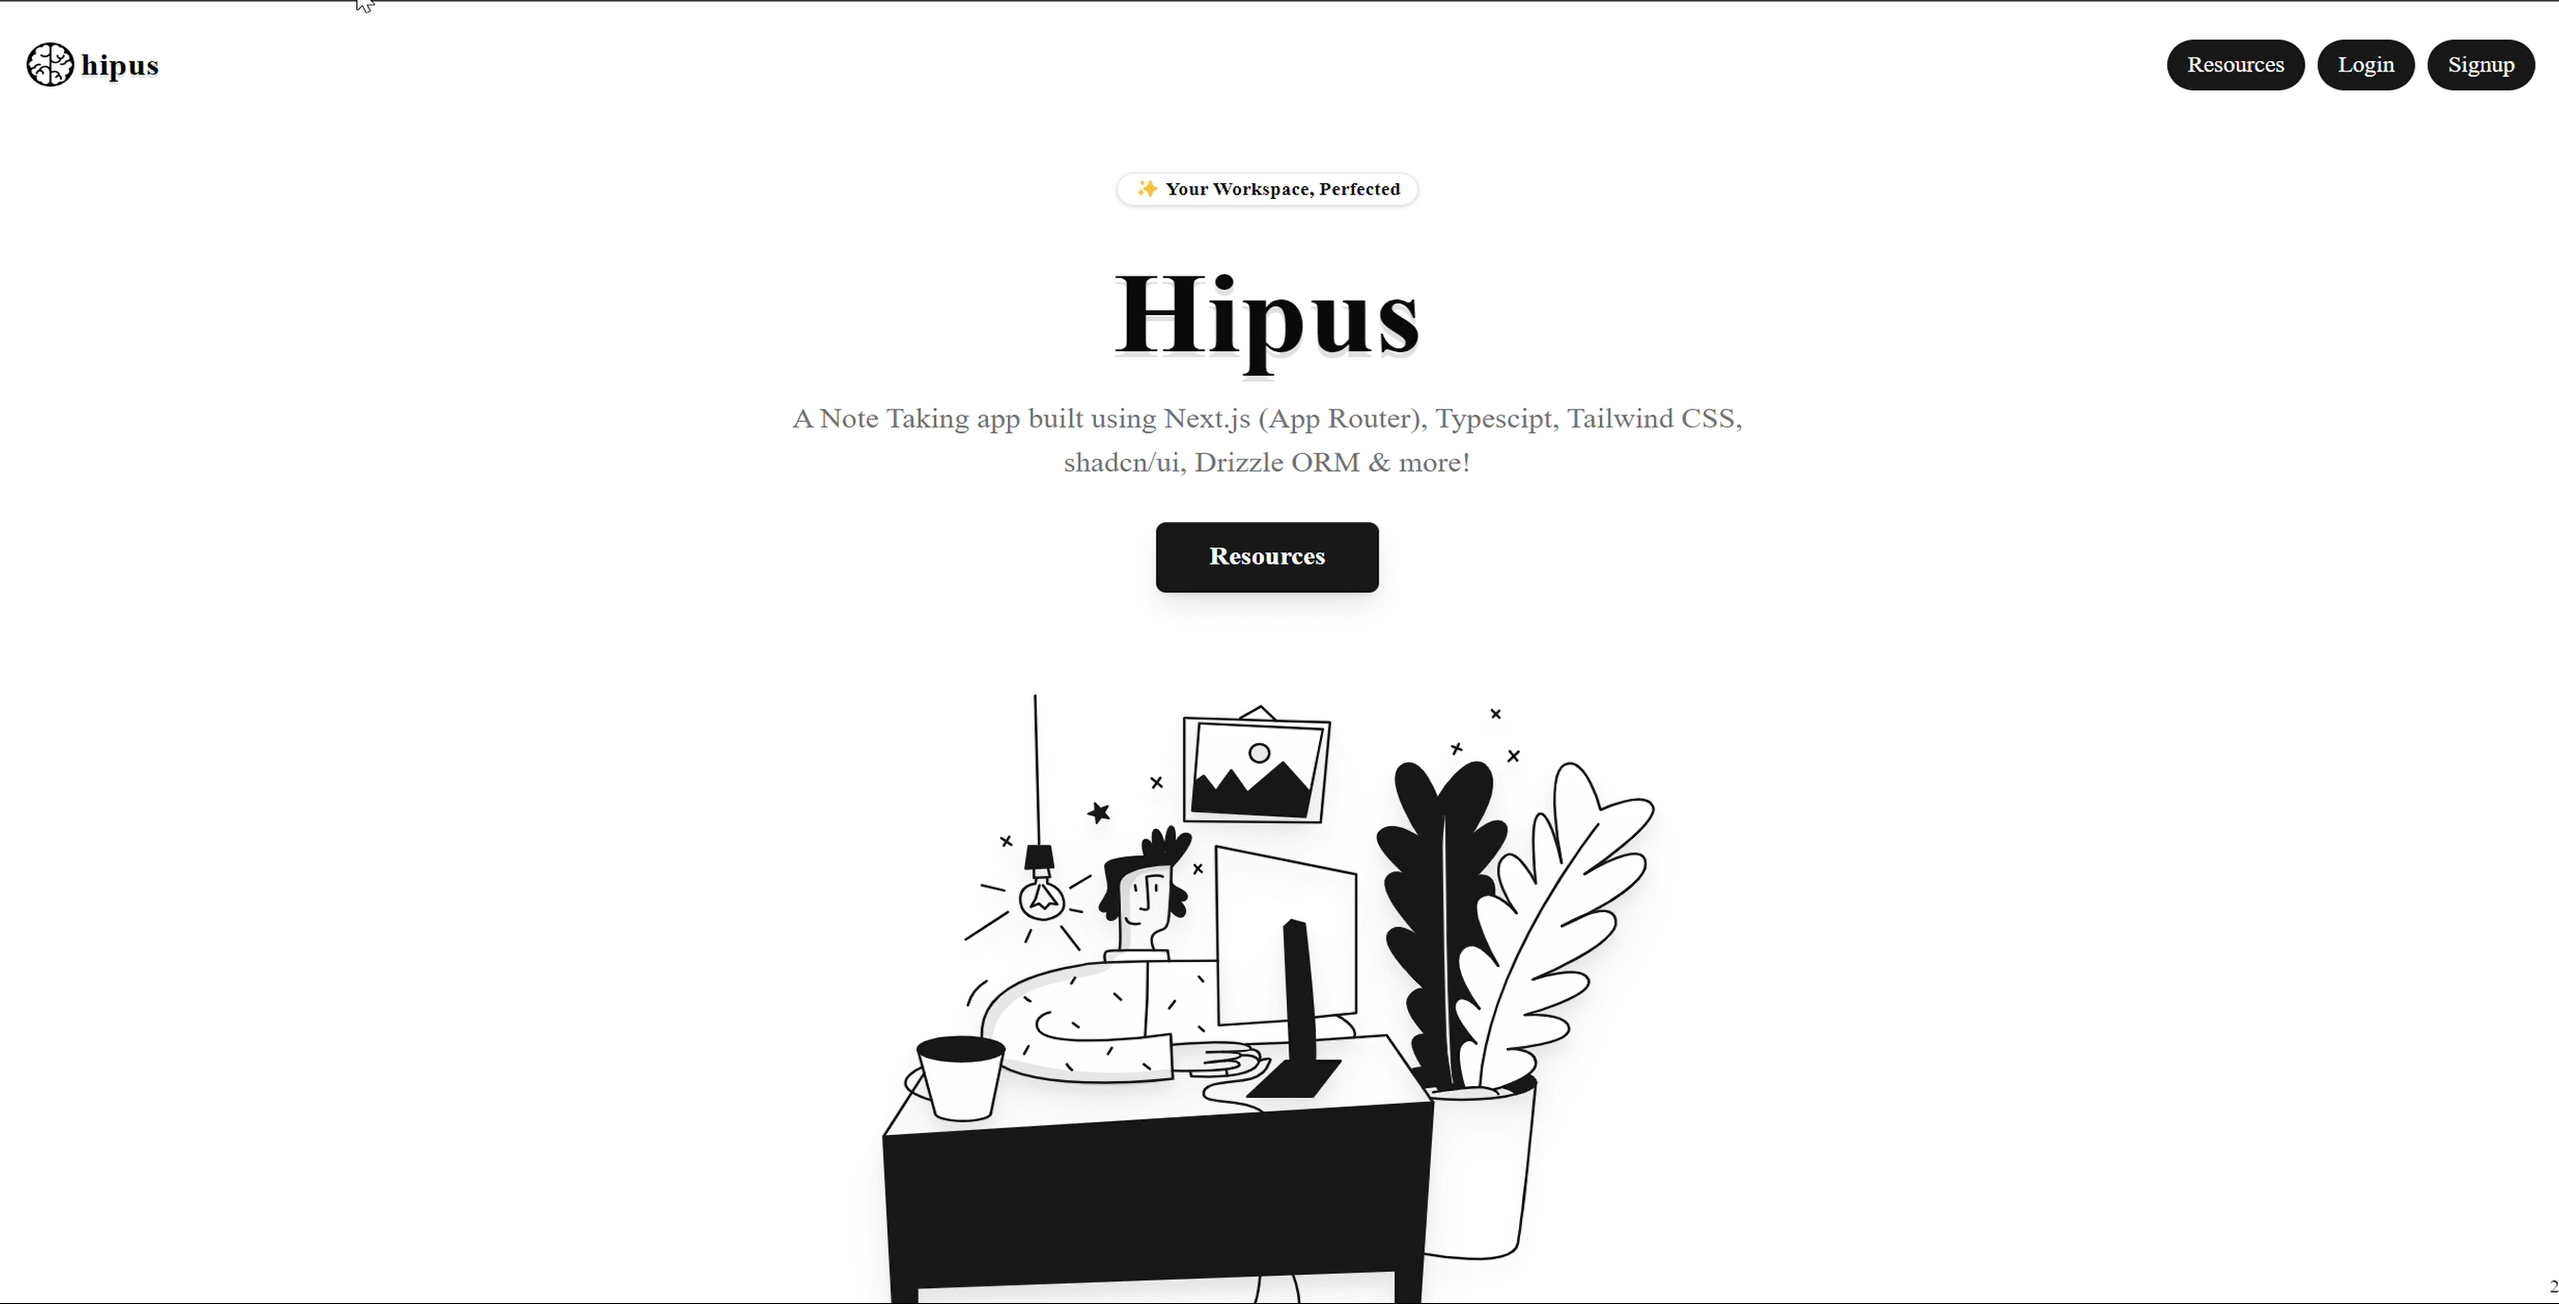 hipus
Resources
Login
Signup
✨ Your Workspace, Perfected
Hipus
A Note Taking app built using Next.js (App Router), Typescipt, Tailwind CSS,
shadcn/ui, Drizzle ORM & more!
Resources
2